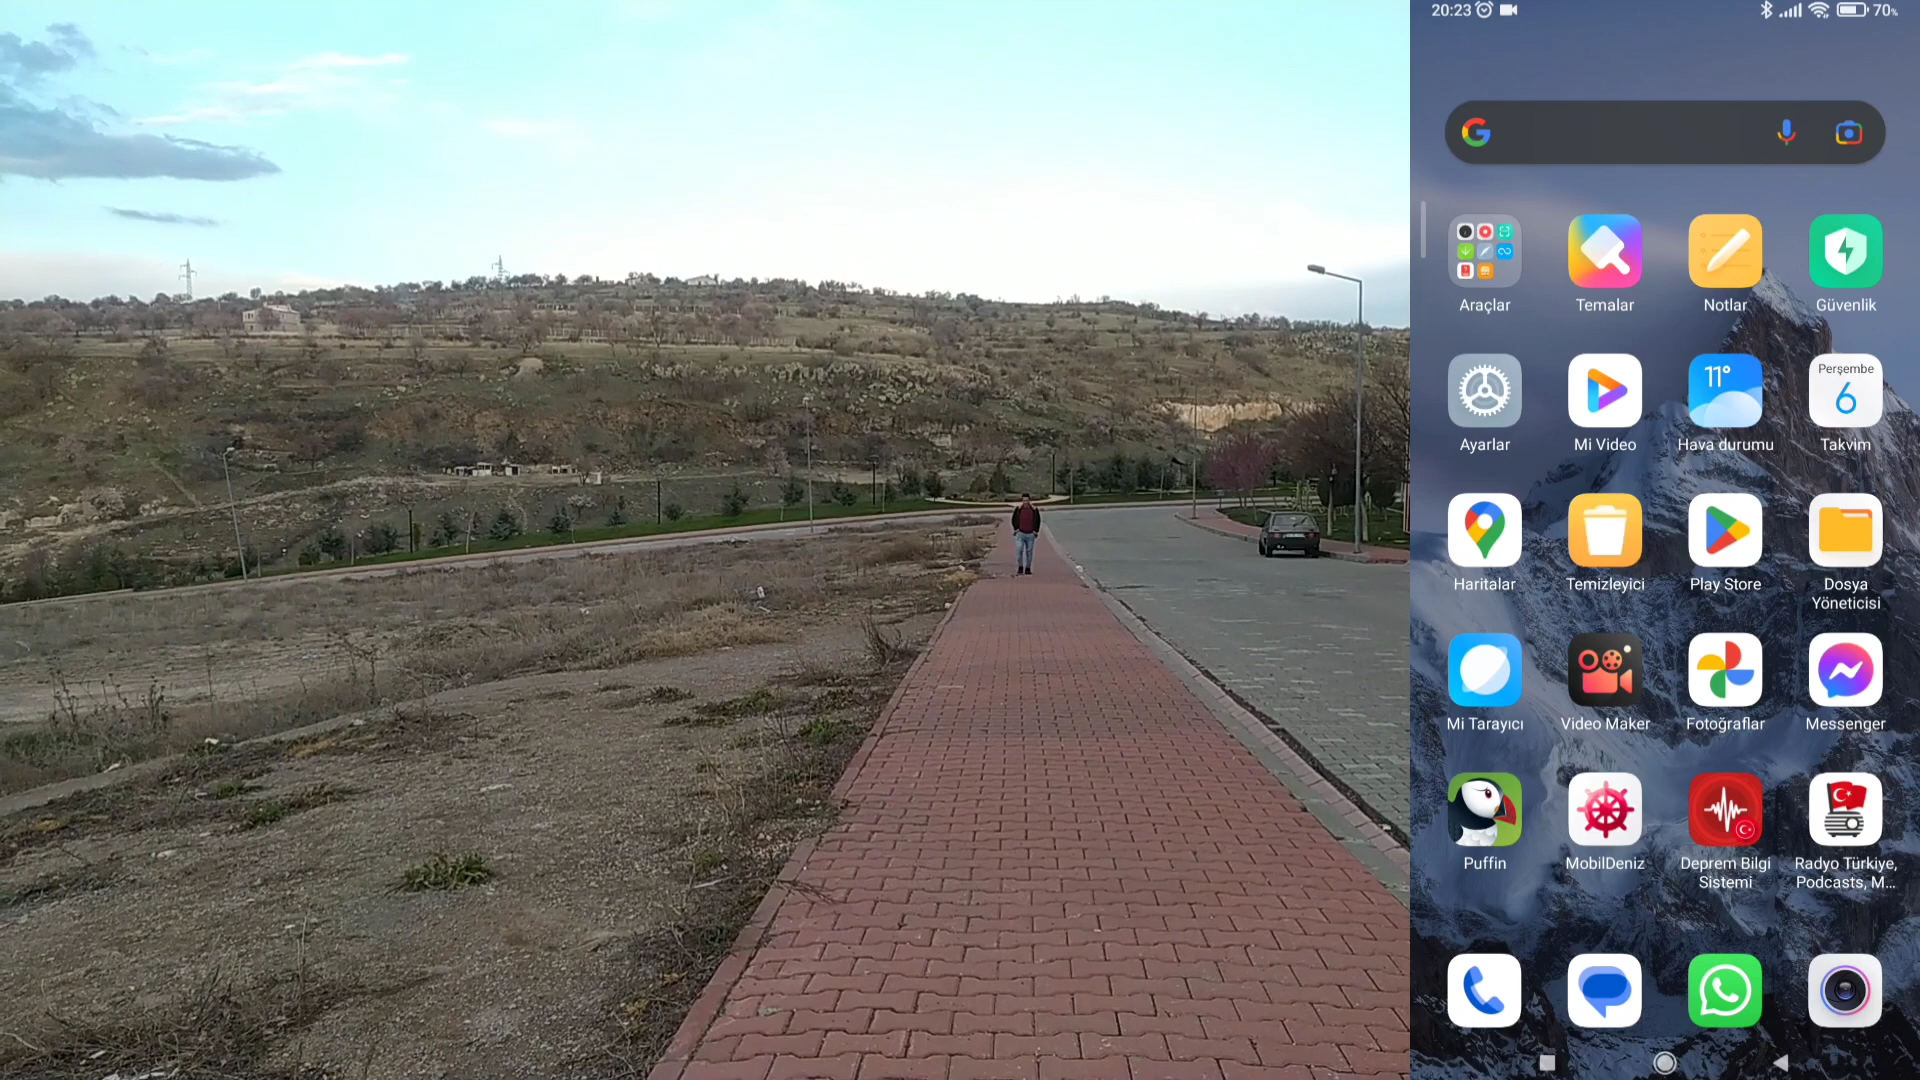 20:23
70%
Araçlar
Temalar
Notlar
Güvenlik
11°
Perşembe
6
Ayarlar
Mi Video
Hava durumu
Takvim
Haritalar
Temizleyici
Play Store
Dosya
Yöneticisi
Mi Tarayıcı
Video Maker
Fotoğraflar
Messenger
Puffin
MobilDeniz
Deprem Bilgi
Sistemi
Radyo Türkiye,
Podcasts, M...